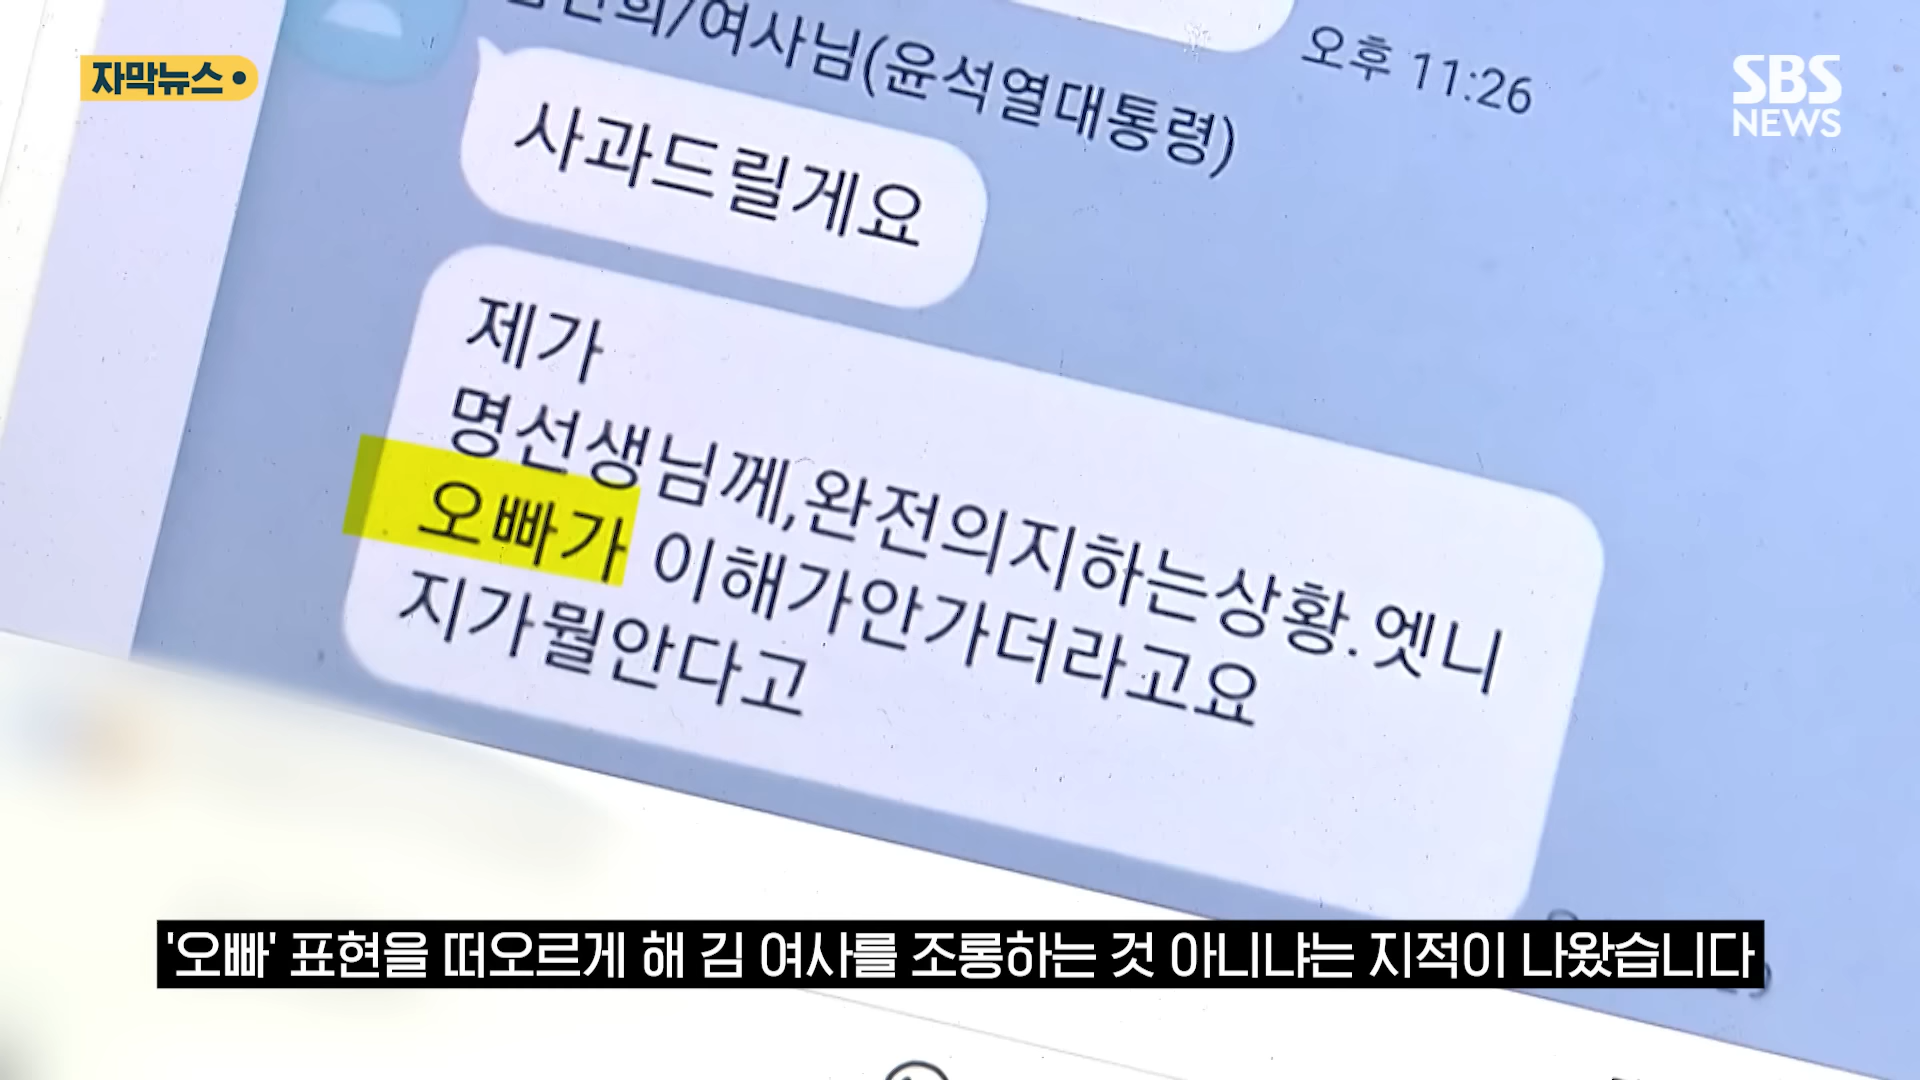 자막뉴스
SBS
NEWS
오후 11:26
/여사님(윤석열대통령)
사과드릴게요
제가
명선생님께,완전의지하는상황.엣니
오빠가 이해가안가더라고요
지가뭘안다고
'오빠' 표현을 떠오르게 해 김 여사를 조롱하는 것 아니냐는 지적이 나왔습니다